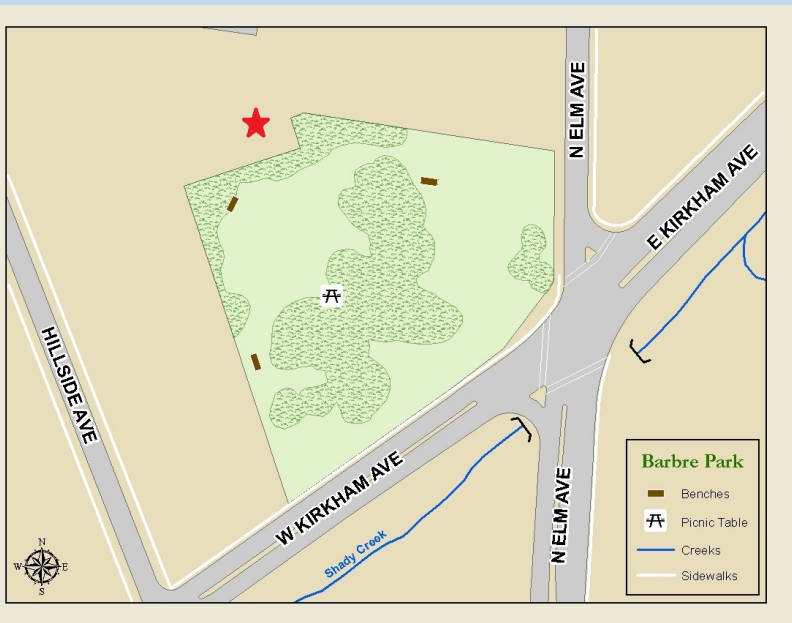 N ELM AVE
E KIRKHAM AVE
HILLSIDE AVE
W KIRKHAM AVE
N ELM AVE
Shady Creek
Barbre Park
Benches
Picnic Table
Creeks
Sidewalks
N
W E
S